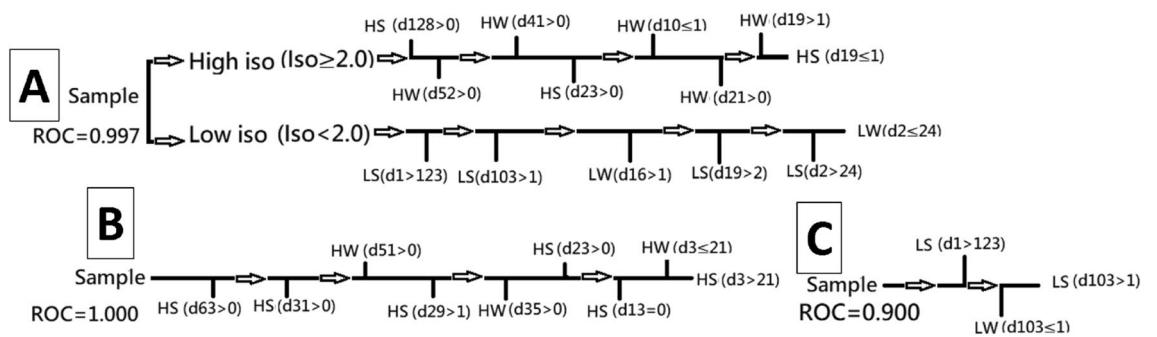 A
Sample
ROC=0.997
High iso (Iso≥2.0)
HS (d128>0)
HW (d41>0)
HW (d10≤1)
HW (d19>1)
HS (d19≤1)
HW (d52>0)
HS (d23>0)
HW (d21>0)
Low iso (Iso<2.0)
LW(d2≤24)
LS(d1>123)
LS(d103>1)
LW(d16>1)
LS(d19>2)
LS(d2>24)
B
Sample
ROC=1.000
HW (d51>0)
HS (d23>0)
HW (d3≤21)
HS (d3>21)
HS (d63>0)
HS (d31>0)
HS (d29>1)
HW (d35>0)
HS (d13=0)
C
Sample
ROC=0.900
LS (d1>123)
LS (d103>1)
LW (d103≤1)